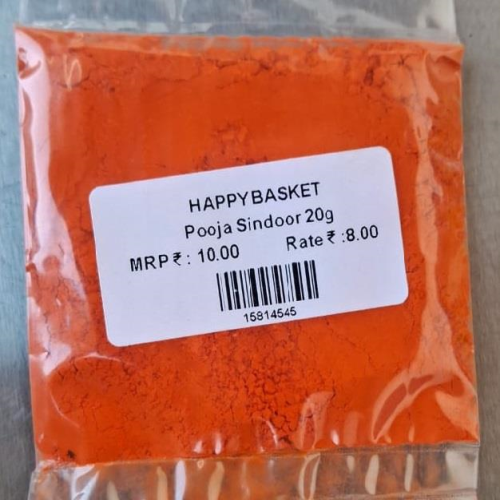 HAPPYBASKET
Pooja Sindoor 20g
MRP ₹ : 10.00 Rate ₹ :8.00
15814545